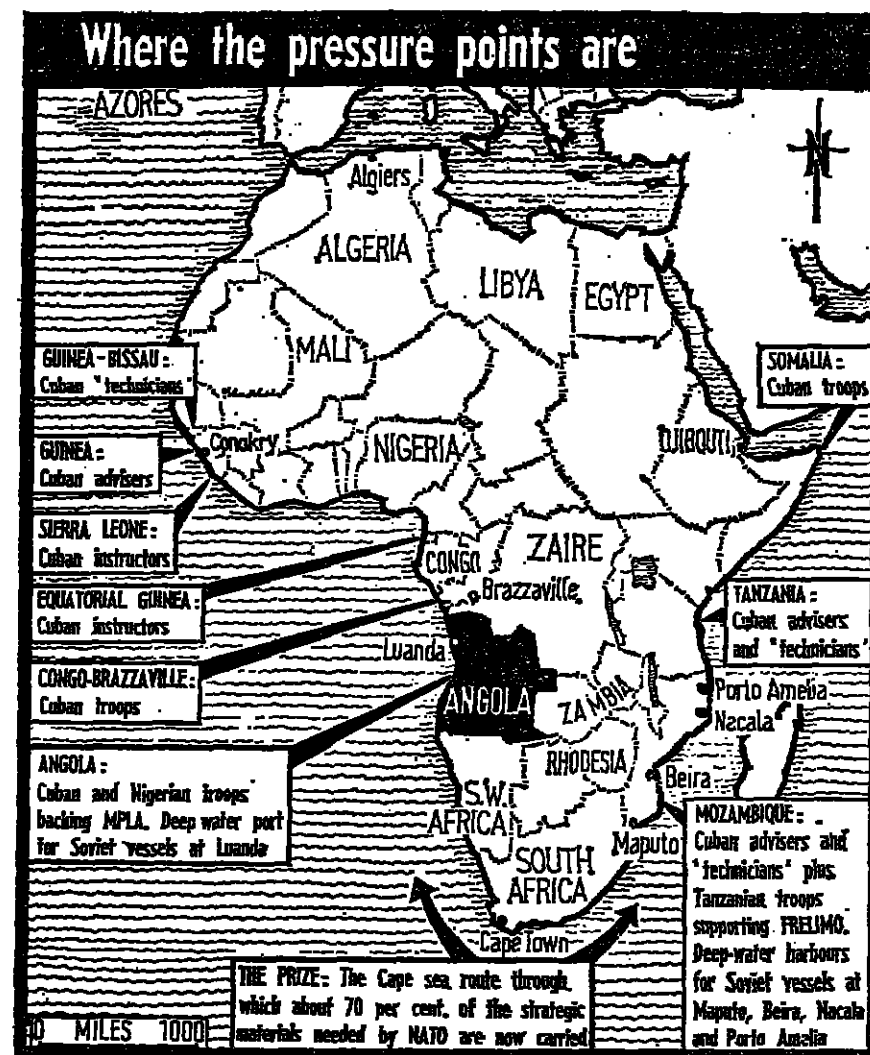 Where the pressure points are
AZORES
N
Algiers
ALGERIA
LIBYA
EGYPT
MALI
GUINEA-BISSAU:
Cuban "technicians"
SOMALIA:
Cuban troops
Conakry
NIGERIA
DJIBOUTI
GUINEA:
Cuban advisers
SIERRA LEONE:
Cuban instructors
CONGO
ZAIRE
EQUATORIAL GUINEA:
Cuban instructors
Brazzaville
TANZANIA:
Cuban advisers
and "technicians"
Luanda
CONGO-BRAZZAVILLE:
Cuban troops
ANGOLA
ZAMBIA
Porto Amelia
Nacala
RHODESIA
Beira
ANGOLA:
Cuban and Nigerian troops
backing MPLA. Deep water port
for Soviet vessels at Luanda
S.W.
AFRICA
Maputo
SOUTH
AFRICA
Cape Town
MOZAMBIQUE:
Cuban advisers and
"technicians" plus
Tanzanian troops
supporting FRELIMO.
Deep-water harbours
for Soviet vessels at
Maputo, Beira, Nacala
and Porto Amelia
THE PRIZE: The Cape sea route through
which about 70 per cent. of the strategic
materials needed by NATO are now carried
0 MILES 1000